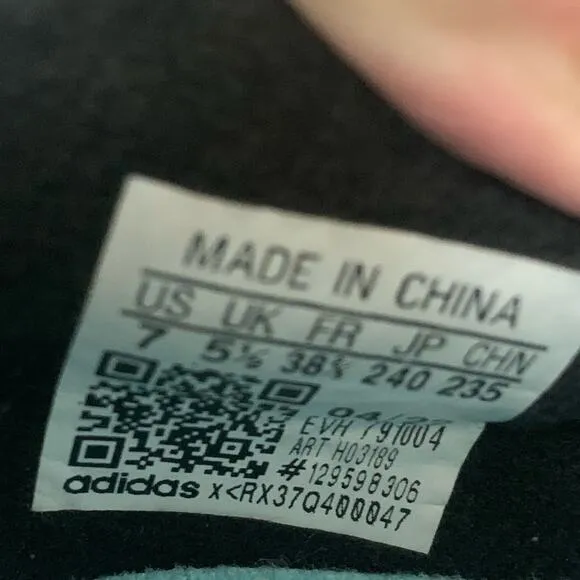 MADE IN CHINA
US UK FR JP CHN
7 5½ 38⅔ 240 235
EVH 791004
ART H03189
#129598306
adidas x<RX37Q400047